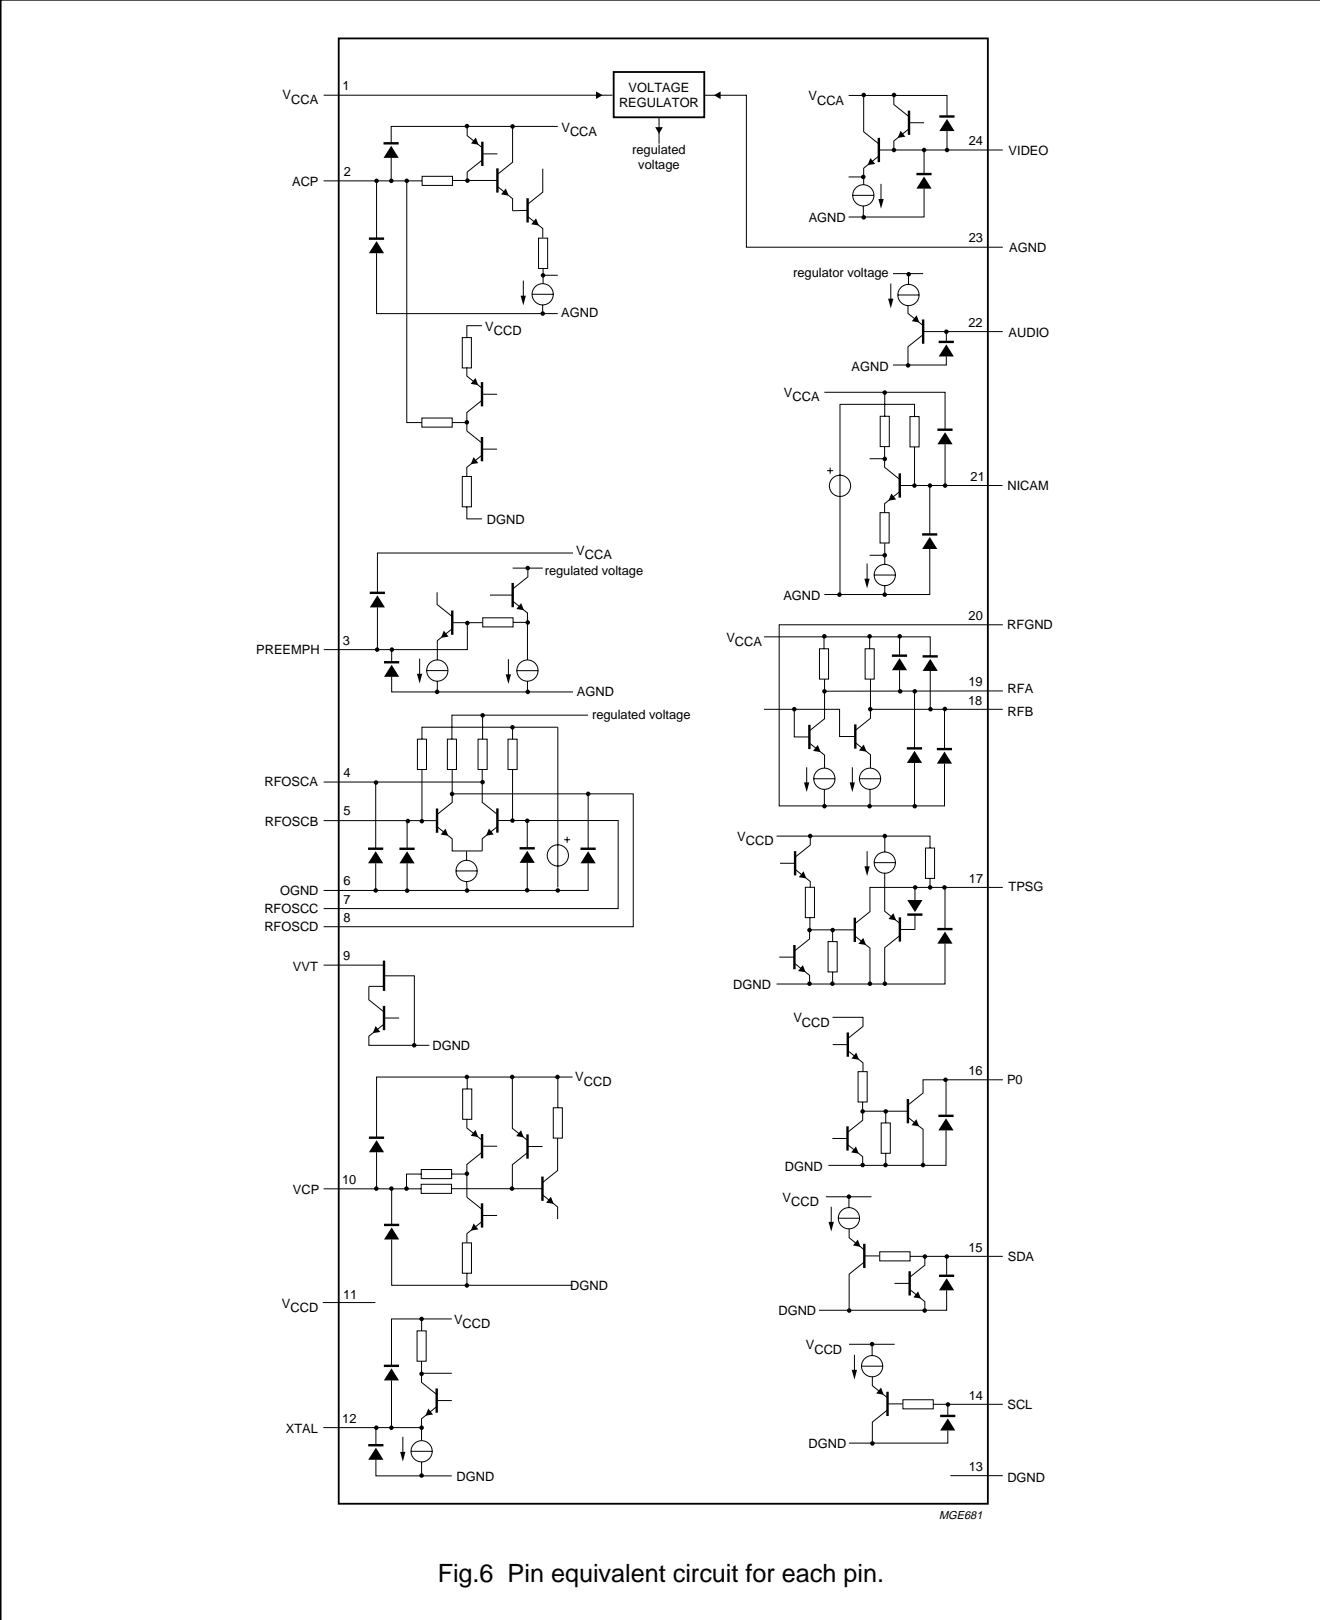 1
VCCA
VOLTAGE
REGULATOR
regulated
voltage
VCCA
2
ACP
AGND
VCCD
DGND
VCCA
regulated voltage
3
PREEMPH
AGND
regulated voltage
4
RFOSCA
5
RFOSCB
+
6
OGND
7
RFOSCC
8
RFOSCD
9
VVT
DGND
VCCD
10
VCP
DGND
11
VCCD
VCCD
12
XTAL
DGND
VCCA
24
VIDEO
AGND
23
AGND
regulator voltage
22
AUDIO
AGND
VCCA
+
21
NICAM
AGND
20
RFGND
VCCA
19
RFA
18
RFB
VCCD
17
TPSG
DGND
VCCD
16
P0
DGND
VCCD
15
SDA
DGND
VCCD
14
SCL
DGND
13
DGND
MGE681
Fig.6 Pin equivalent circuit for each pin.